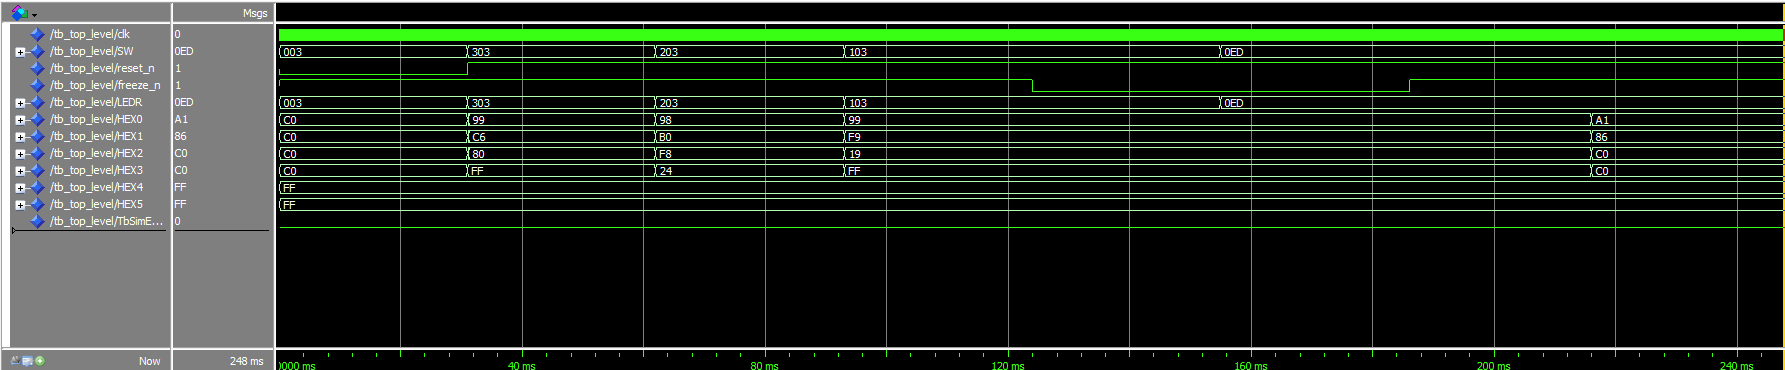 Msgs
/tb_top_level/clk 0
/tb_top_level/SW 0ED 003 303 203 103 0ED
/tb_top_level/reset_n 1
/tb_top_level/freeze_n 1
/tb_top_level/LEDR 0ED 003 303 203 103 0ED
/tb_top_level/HEX0 A1 C0 99 98 99 A1
/tb_top_level/HEX1 86 C0 C6 B0 F9 86
/tb_top_level/HEX2 C0 C0 80 F8 19 C0
/tb_top_level/HEX3 C0 C0 FF 24 FF C0
/tb_top_level/HEX4 FF FF
/tb_top_level/HEX5 FF FF
/tb_top_level/TbSimE... 0
Now 248 ms 0000 ms 40 ms 80 ms 120 ms 160 ms 200 ms 240 ms